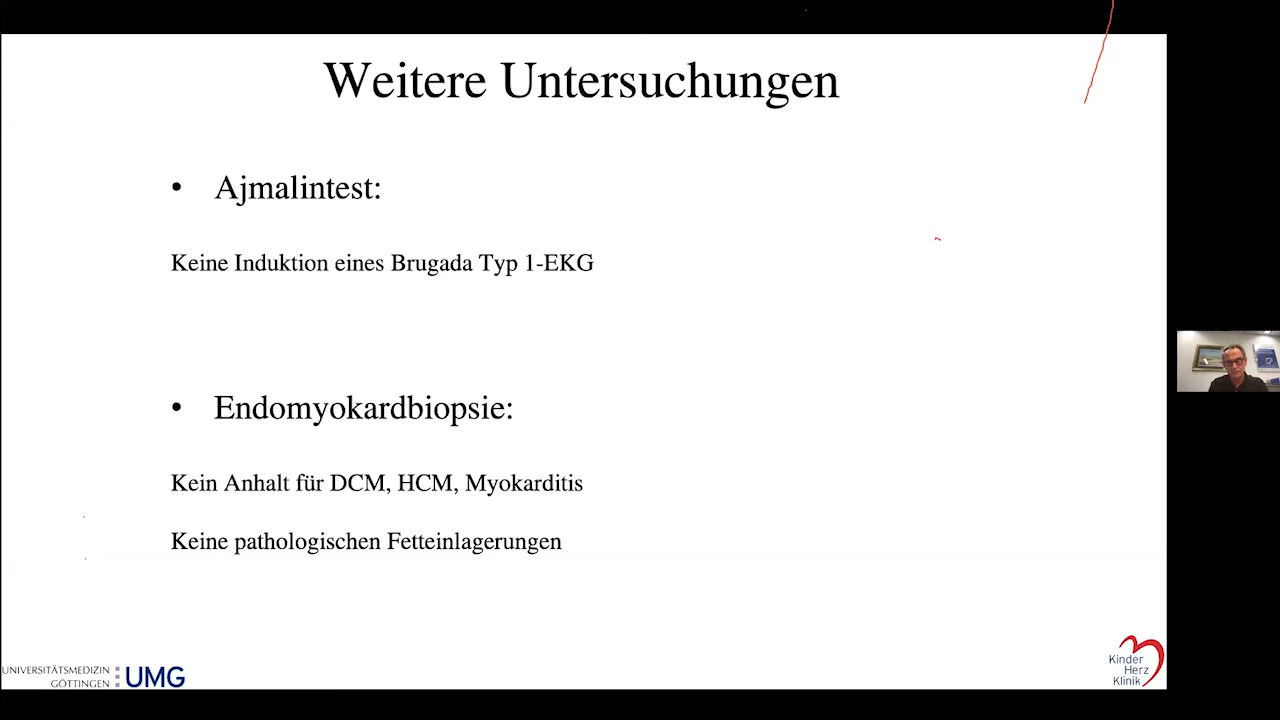 Weitere Untersuchungen
• Ajmalintest:
Keine Induktion eines Brugada Typ 1-EKG
• Endomyokardbiopsie:
Kein Anhalt für DCM, HCM, Myokarditis
Keine pathologischen Fetteinlagerungen
UNIVERSITÄTSMEDIZIN
GÖTTINGEN UMG
Kinder
Herz
Klinik